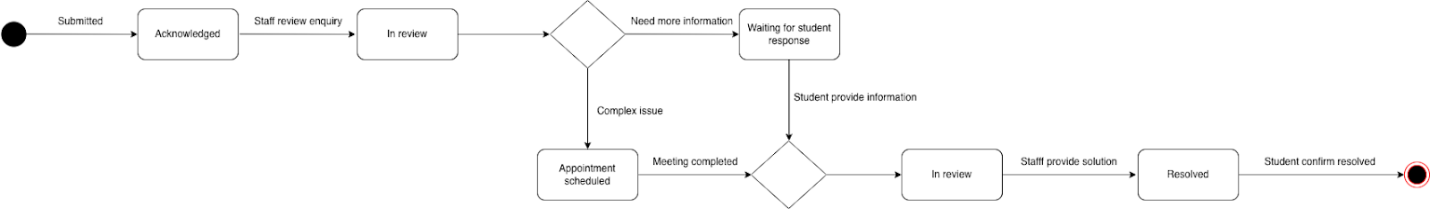 Submitted
Acknowledged
Staff review enquiry
In review
Need more information
Waiting for student
response
Complex issue
Student provide information
Appointment
scheduled
Meeting completed
In review
Stafff provide solution
Resolved
Student confirm resolved